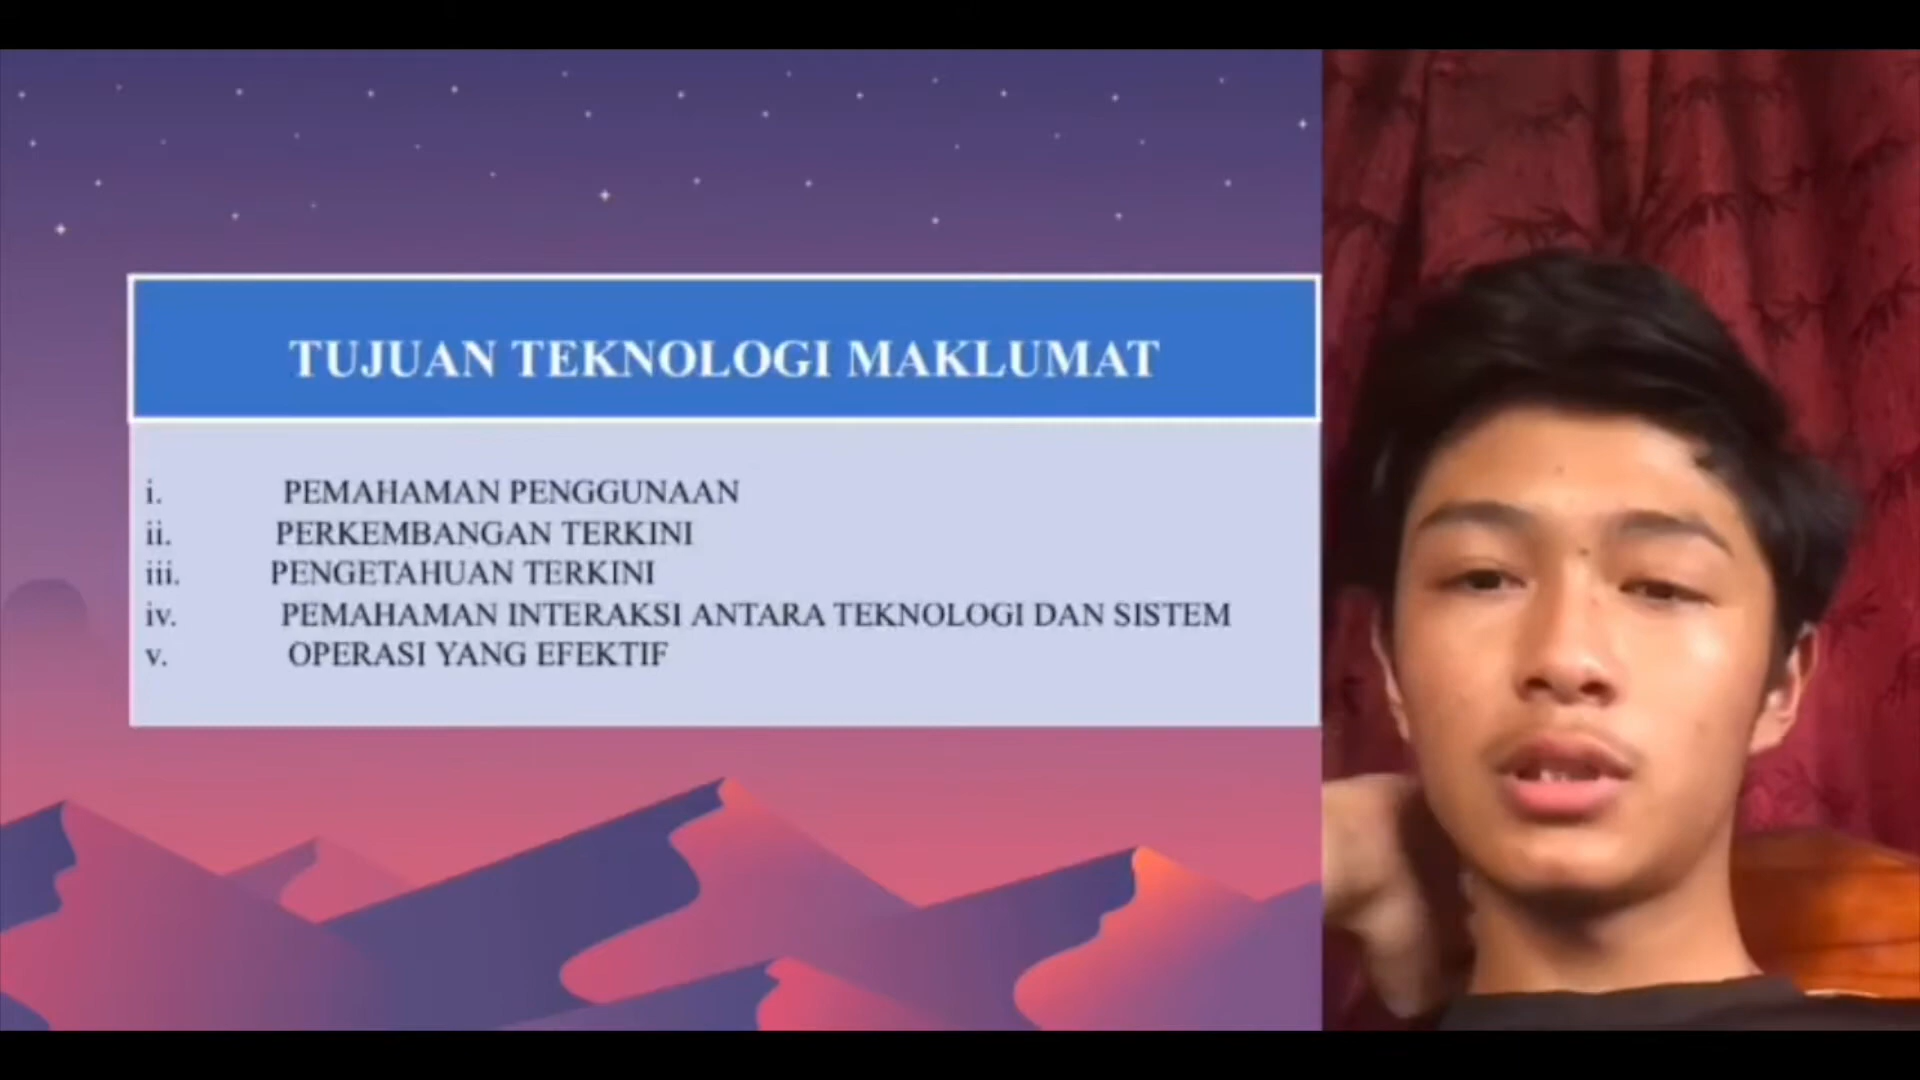 TUJUAN TEKNOLOGI MAKLUMAT
i. PEMAHAMAN PENGGUNAAN
ii. PERKEMBANGAN TERKINI
iii. PENGETAHUAN TERKINI
iv. PEMAHAMAN INTERAKSI ANTARA TEKNOLOGI DAN SISTEM
v. OPERASI YANG EFEKTIF